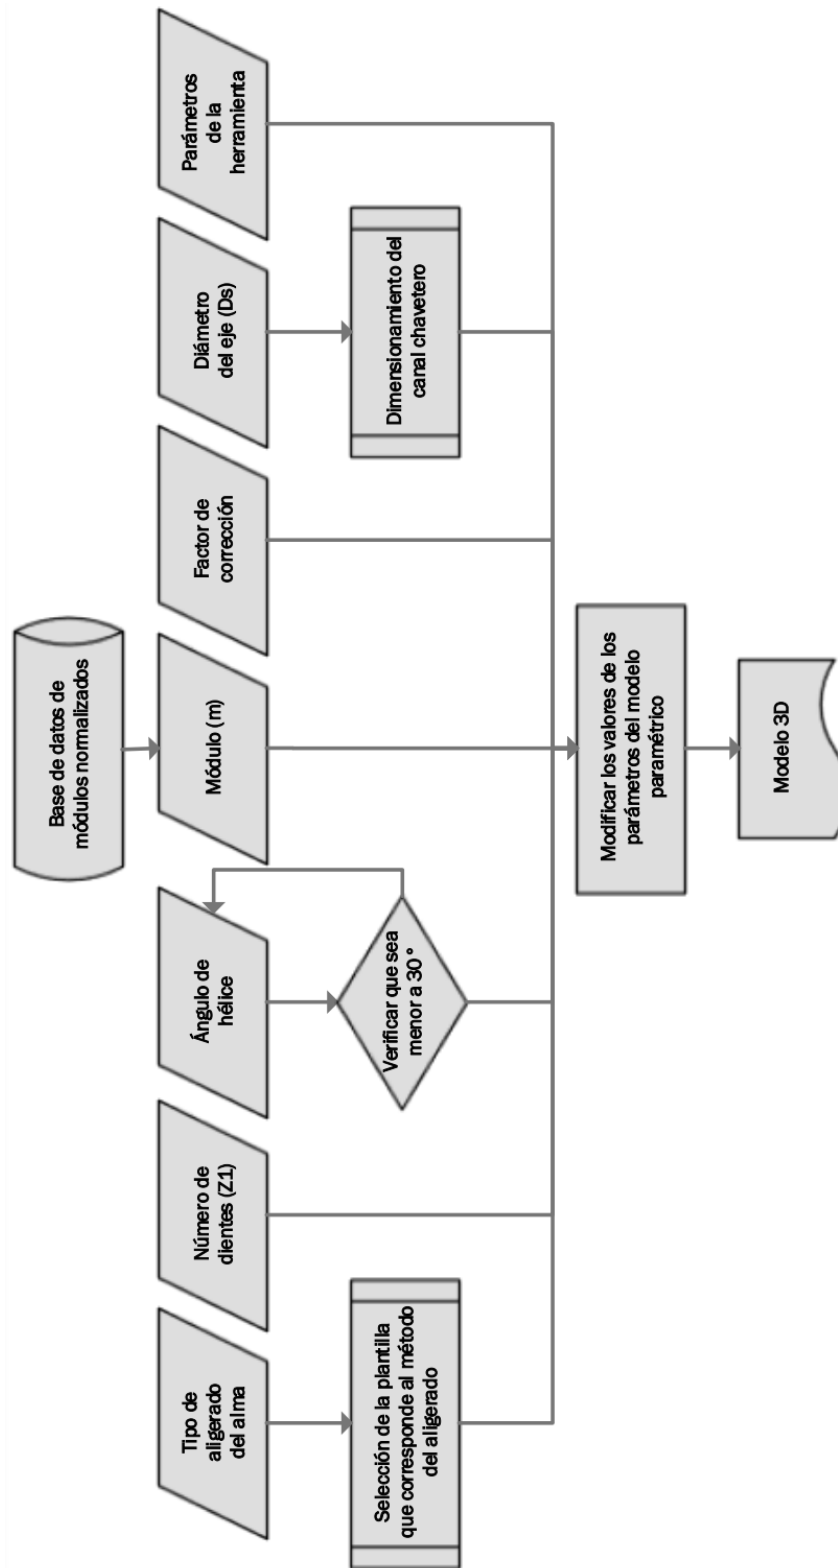 Base de datos de
módulos normalizados
Tipo de
aligerado
del alma
Número de
dientes (Z1)
Ángulo de
hélice
Módulo (m)
Factor de
corrección
Diámetro
del eje (Ds)
Parámetros
de la
herramienta
Selección de la plantilla
que corresponde al método
del aligerado
Verificar que sea
menor a 30 °
Dimensionamiento del
canal chavetero
Modificar los valores de los
parámetros del modelo
paramétrico
Modelo 3D